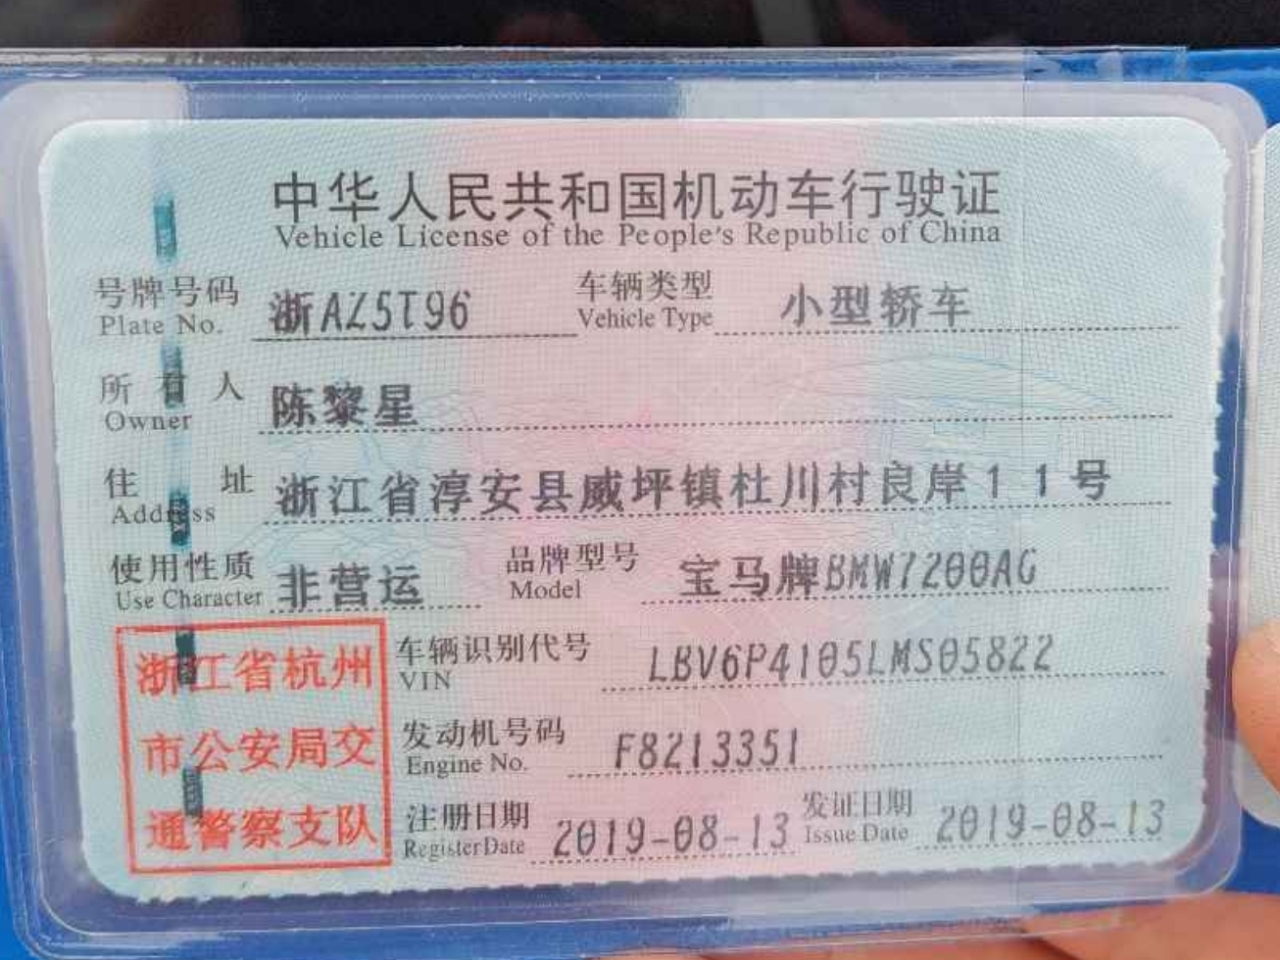 中华人民共和国机动车行驶证
Vehicle License of the People's Republic of China
号牌号码 浙AZ5T96 车辆类型 小型轿车
Plate No. Vehicle Type
所有人 陈黎星
Owner
住址 浙江省淳安县威坪镇杜川村良岸11号
Address
使用性质 非营运 品牌型号 宝马牌BMW7200AG
Use Character Model
浙江省杭州
市公安局交
通警察支队
车辆识别代号 LBV6P4105LMS05822
VIN
发动机号码 F8213351
Engine No.
注册日期 2019-08-13 发证日期 2019-08-13
Register Date Issue Date